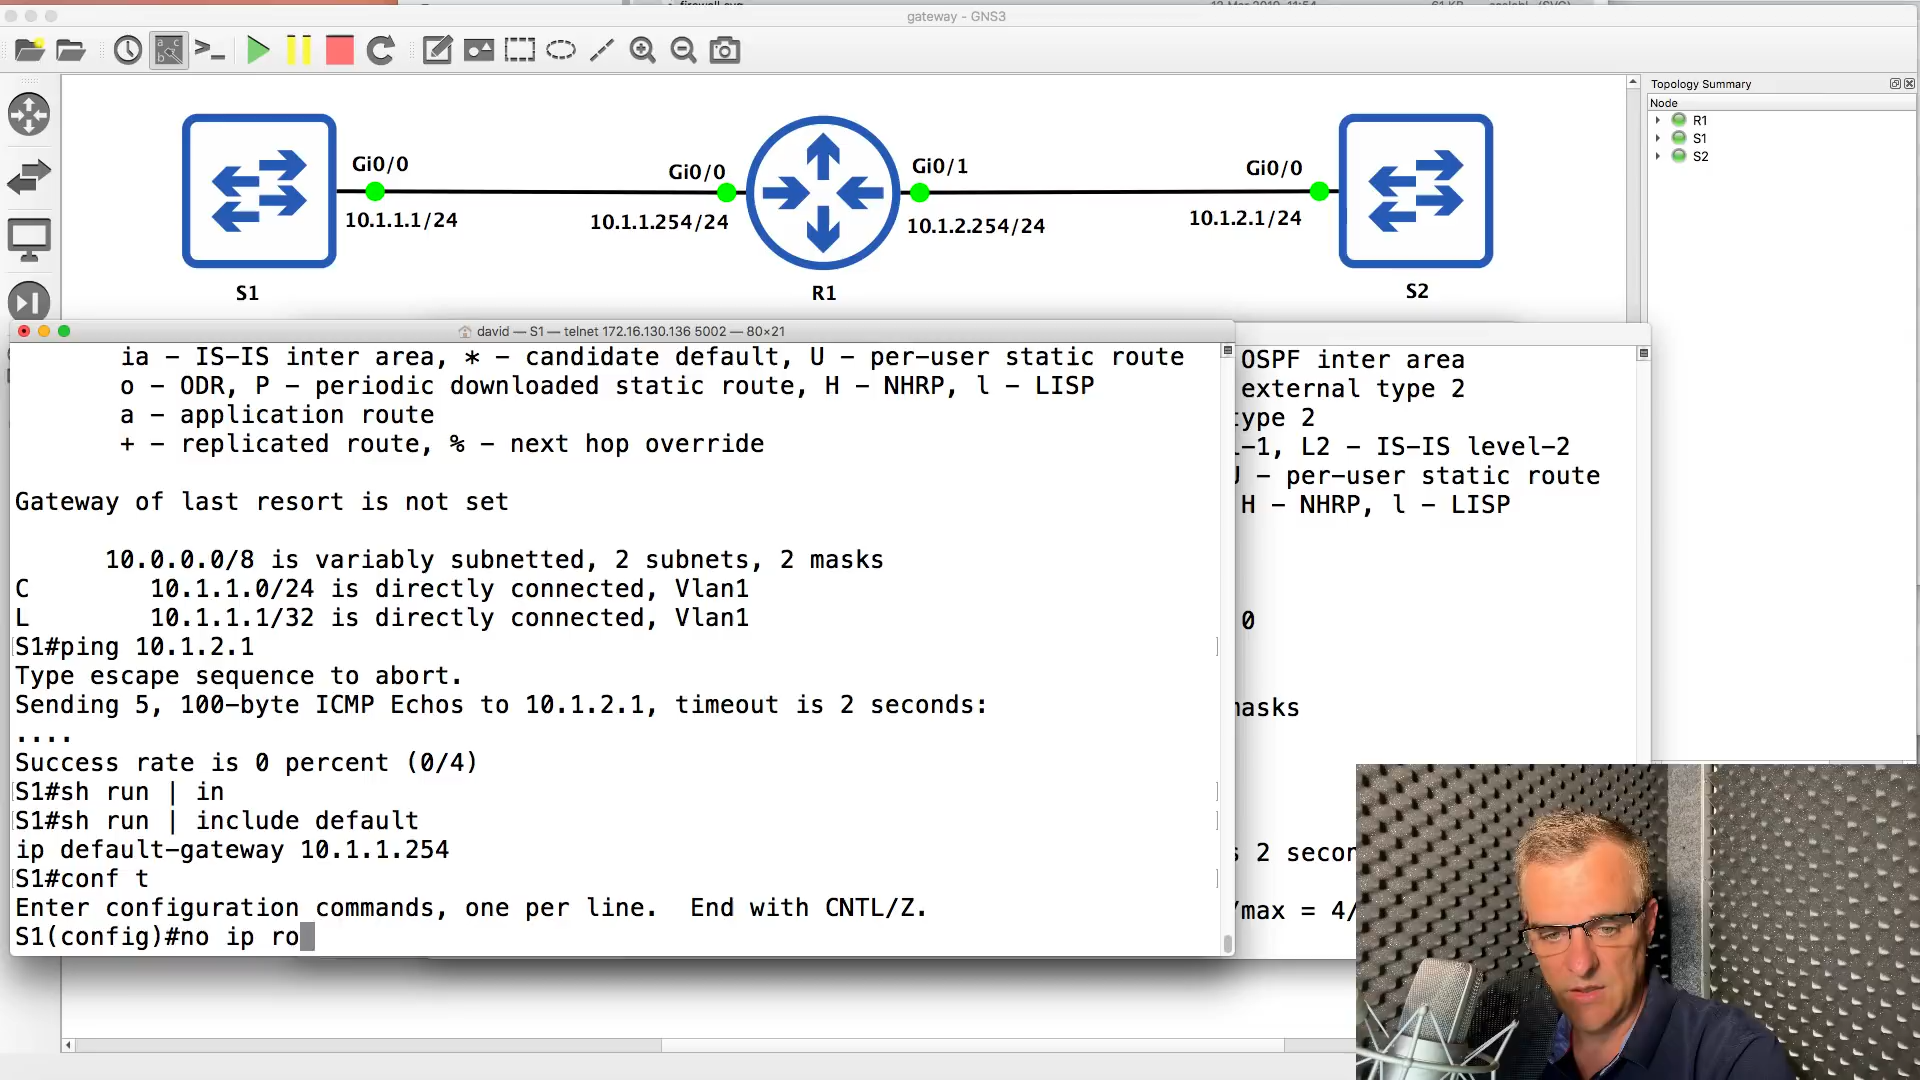 gateway - GNS3
Topology Summary
Node
R1
S1
S2
Gi0/0
10.1.1.1/24
S1
Gi0/0
10.1.1.254/24
R1
Gi0/1
10.1.2.254/24
Gi0/0
10.1.2.1/24
S2
david — S1 — telnet 172.16.130.136 5002 — 80×21
ia - IS-IS inter area, * - candidate default, U - per-user static route
o - ODR, P - periodic downloaded static route, H - NHRP, l - LISP
a - application route
+ - replicated route, % - next hop override
Gateway of last resort is not set
10.0.0.0/8 is variably subnetted, 2 subnets, 2 masks
C 10.1.1.0/24 is directly connected, Vlan1
L 10.1.1.1/32 is directly connected, Vlan1
S1#ping 10.1.2.1
Type escape sequence to abort.
Sending 5, 100-byte ICMP Echos to 10.1.2.1, timeout is 2 seconds:
....
Success rate is 0 percent (0/4)
S1#sh run | in
S1#sh run | include default
ip default-gateway 10.1.1.254
S1#conf t
Enter configuration commands, one per line. End with CNTL/Z.
S1(config)#no ip ro
OSPF inter area
external type 2
type 2
-1, L2 - IS-IS level-2
- per-user static route
H - NHRP, l - LISP
0
masks
2 secon
/max = 4/